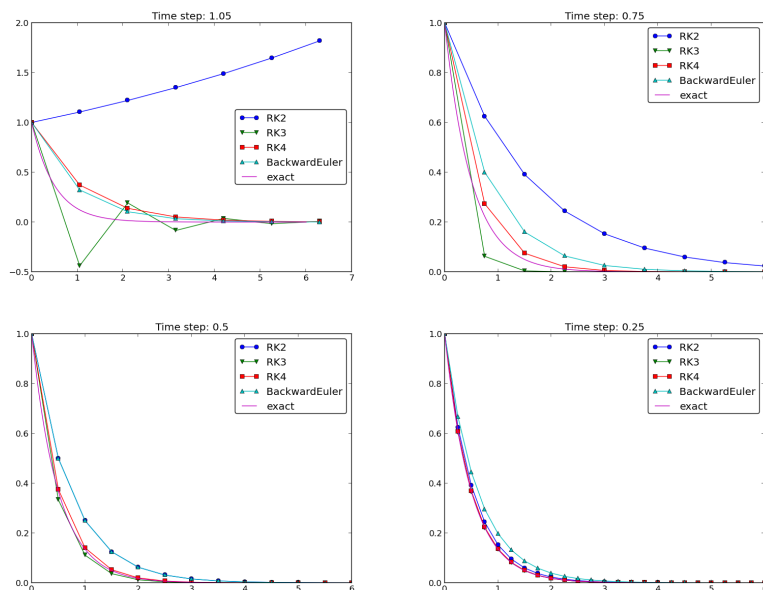 Time step: 1.05
2.0
1.5
1.0
0.5
0.0
−0.5
0 1 2 3 4 5 6 7
RK2
RK3
RK4
BackwardEuler
exact
Time step: 0.75
1.0
0.8
0.6
0.4
0.2
0.0
0 1 2 3 4 5 6
RK2
RK3
RK4
BackwardEuler
exact
Time step: 0.5
1.0
0.8
0.6
0.4
0.2
0.0
0 1 2 3 4 5 6
RK2
RK3
RK4
BackwardEuler
exact
Time step: 0.25
1.0
0.8
0.6
0.4
0.2
0.0
0 1 2 3 4 5
RK2
RK3
RK4
BackwardEuler
exact